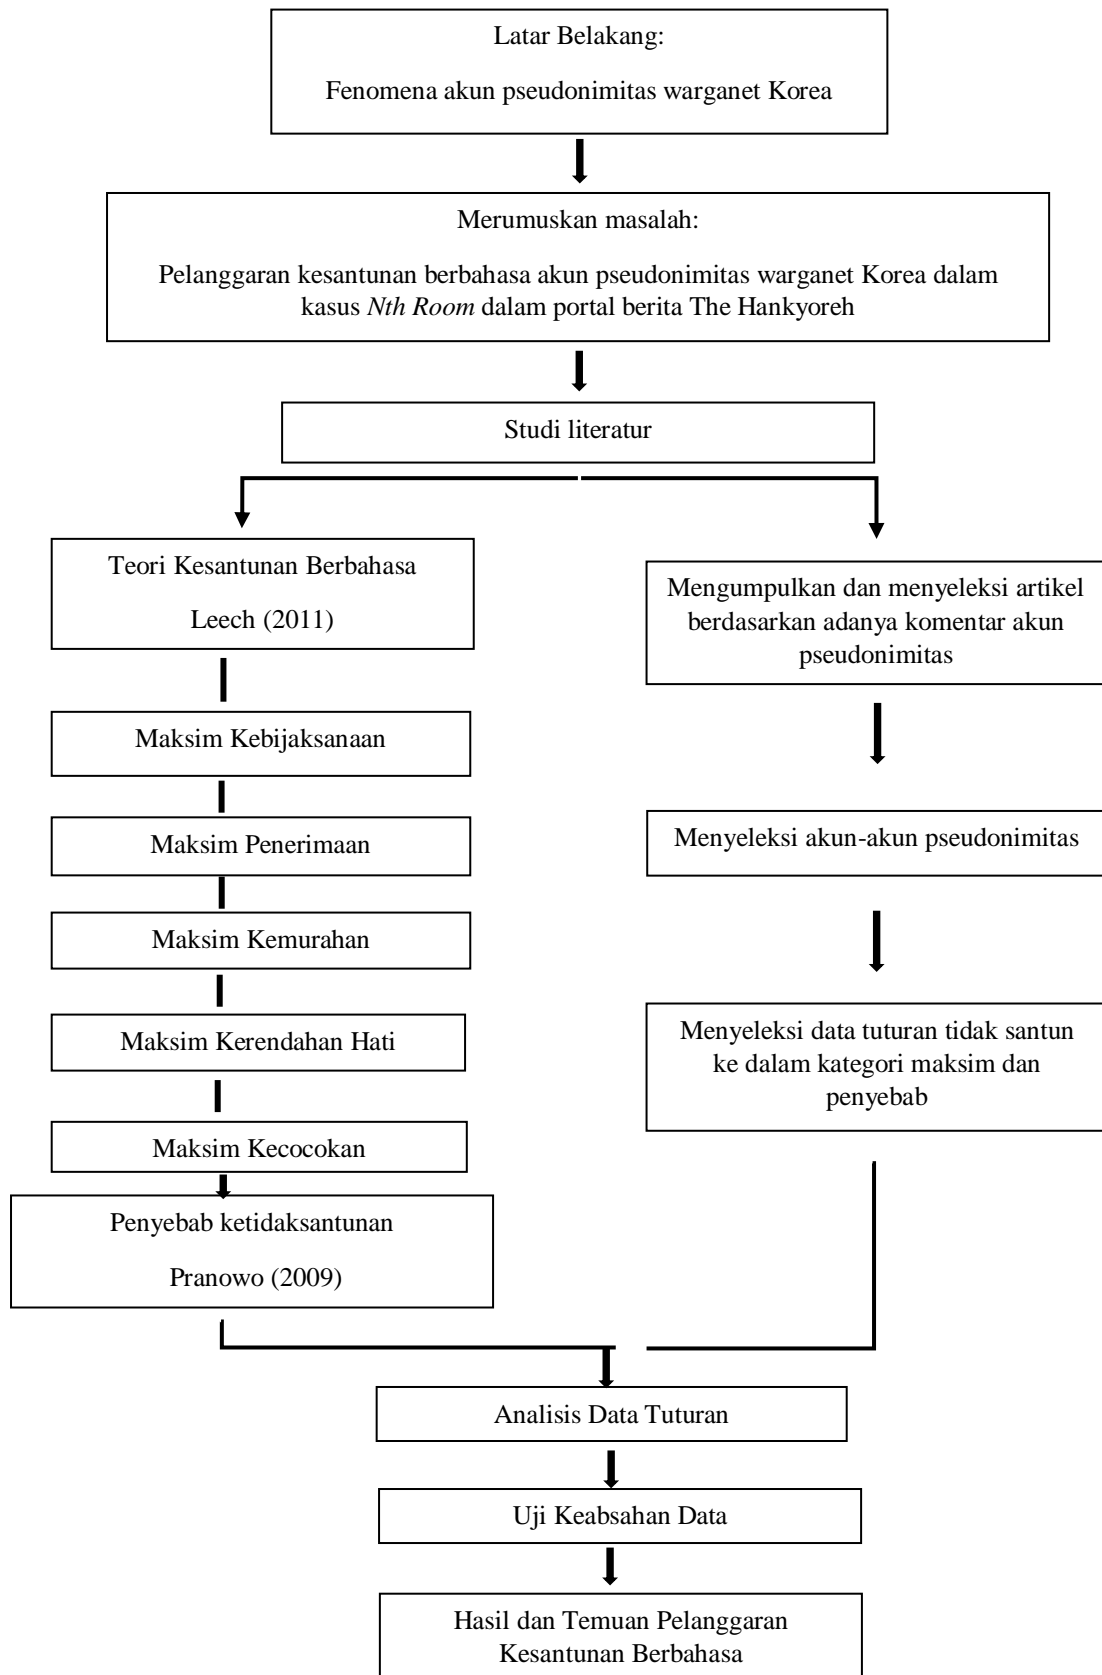 Latar Belakang:
Fenomena akun pseudonimitas warganet Korea
Merumuskan masalah:
Pelanggaran kesantunan berbahasa akun pseudonimitas warganet Korea dalam
kasus Nth Room dalam portal berita The Hankyoreh
Studi literatur
Teori Kesantunan Berbahasa
Leech (2011)
Maksim Kebijaksanaan
Maksim Penerimaan
Maksim Kemurahan
Maksim Kerendahan Hati
Maksim Kecocokan
Penyebab ketidaksantunan
Pranowo (2009)
Mengumpulkan dan menyeleksi artikel
berdasarkan adanya komentar akun
pseudonimitas
Menyeleksi akun-akun pseudonimitas
Menyeleksi data tuturan tidak santun
ke dalam kategori maksim dan
penyebab
Analisis Data Tuturan
Uji Keabsahan Data
Hasil dan Temuan Pelanggaran
Kesantunan Berbahasa